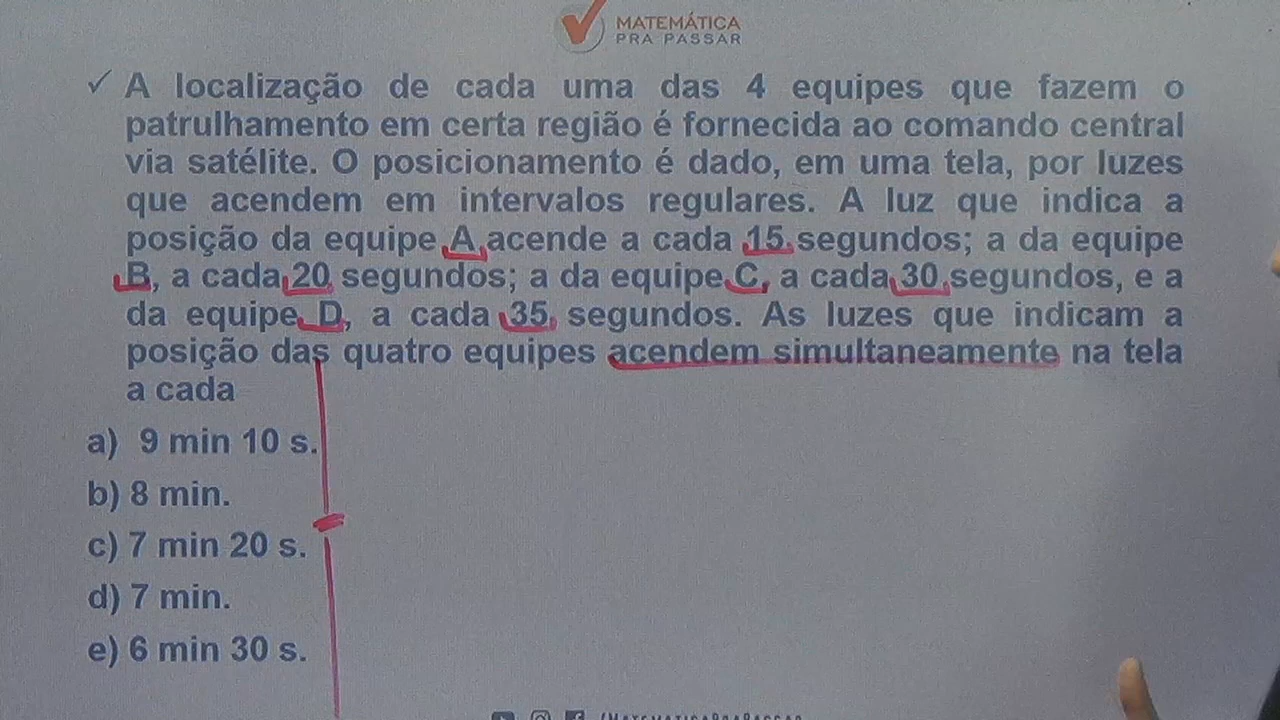 MATEMÁTICA
PRA PASSAR
✓ A localização de cada uma das 4 equipes que fazem o
patrulhamento em certa região é fornecida ao comando central
via satélite. O posicionamento é dado, em uma tela, por luzes
que acendem em intervalos regulares. A luz que indica a
posição da equipe A acende a cada 15 segundos; a da equipe
B, a cada 20 segundos; a da equipe C, a cada 30 segundos, e a
da equipe D, a cada 35 segundos. As luzes que indicam a
posição das quatro equipes acendem simultaneamente na tela
a cada
a) 9 min 10 s.
b) 8 min.
c) 7 min 20 s.
d) 7 min.
e) 6 min 30 s.
/MATEMATICAPRAPASSAR